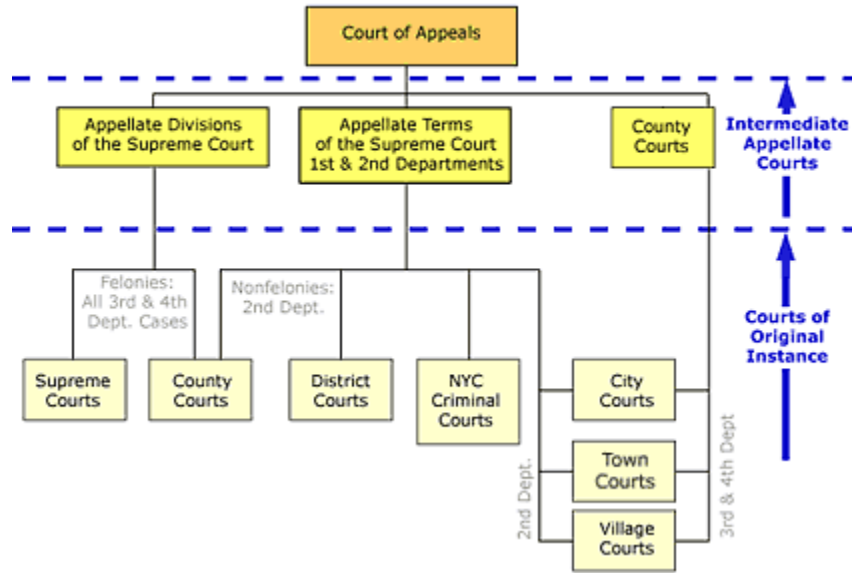 Court of Appeals
Appellate Divisions
of the Supreme Court
Appellate Terms
of the Supreme Court
1st & 2nd Departments
County
Courts
Intermediate
Appellate
Courts
Felonies:
All 3rd & 4th
Dept. Cases
Nonfelonies:
2nd Dept.
Courts of
Original
Instance
Supreme
Courts
County
Courts
District
Courts
NYC
Criminal
Courts
City
Courts
Town
Courts
Village
Courts
2nd Dept.
3rd & 4th Dept